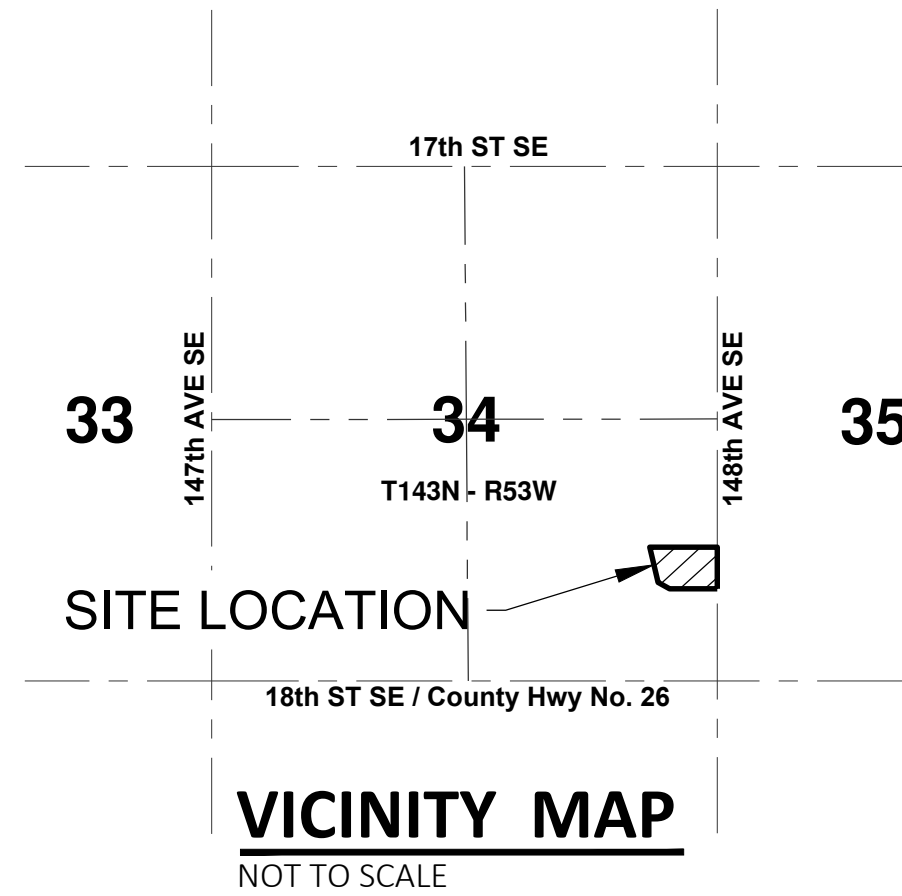 17th ST SE
147th AVE SE
148th AVE SE
33
34
35
T143N - R53W
SITE LOCATION
18th ST SE / County Hwy No. 26
VICINITY MAP
NOT TO SCALE